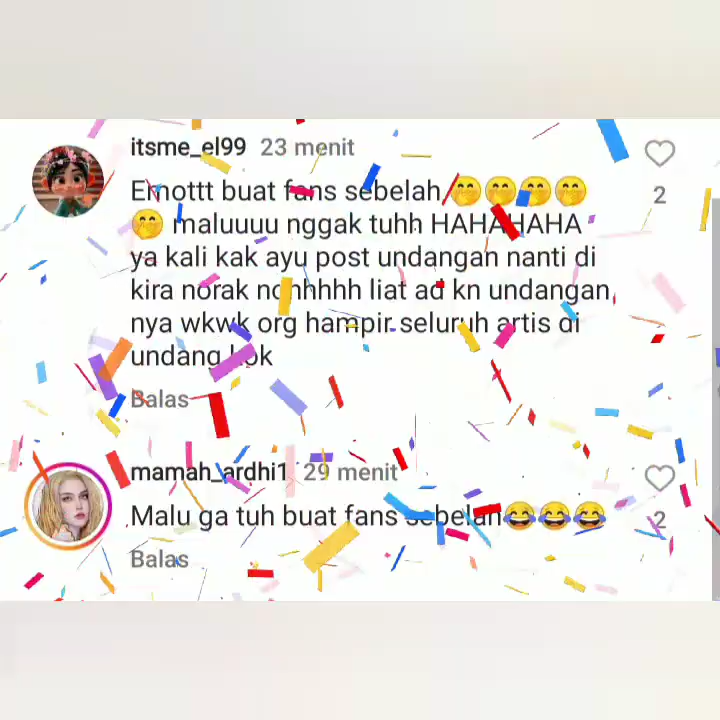 itsme_el99 23 menit
Emottt buat fans sebelah🤭🤭🤭🤭
🤭 maluuuu nggak tuhh HAHAHAHA
ya kali kak ayu post undangan nanti di
kira norak nohhhhh liat ad kn undangan
nya wkwk org hampir seluruh artis di
undang kok
2
Balas
mamah_ardhi1 29 menit
Malu ga tuh buat fans sebelah😂😂😂
2
Balas